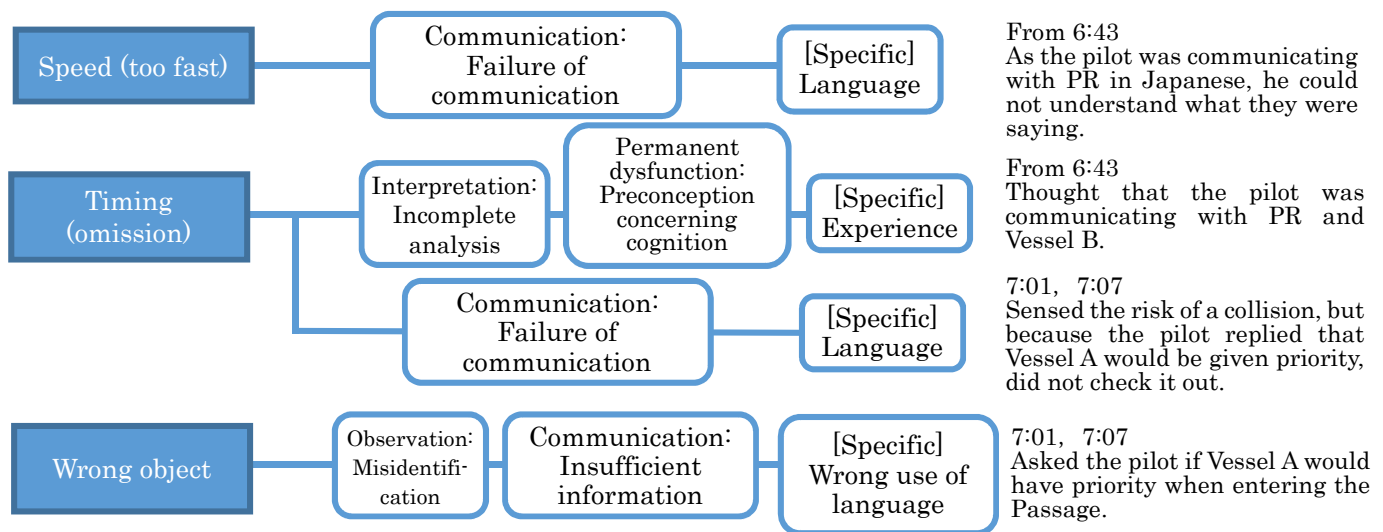 Speed (too fast)
Communication:
Failure of
communication
[Specific]
Language
From 6:43
As the pilot was communicating
with PR in Japanese, he could
not understand what they were
saying.
Timing
(omission)
Interpretation:
Incomplete
analysis
Permanent
dysfunction:
Preconception
concerning
cognition
[Specific]
Experience
From 6:43
Thought that the pilot was
communicating with PR and
Vessel B.
Communication:
Failure of
communication
[Specific]
Language
7:01, 7:07
Sensed the risk of a collision, but
because the pilot replied that
Vessel A would be given priority,
did not check it out.
Wrong object
Observation:
Misidentifi-
cation
Communication:
Insufficient
information
[Specific]
Wrong use of
language
7:01, 7:07
Asked the pilot if Vessel A would
have priority when entering the
Passage.